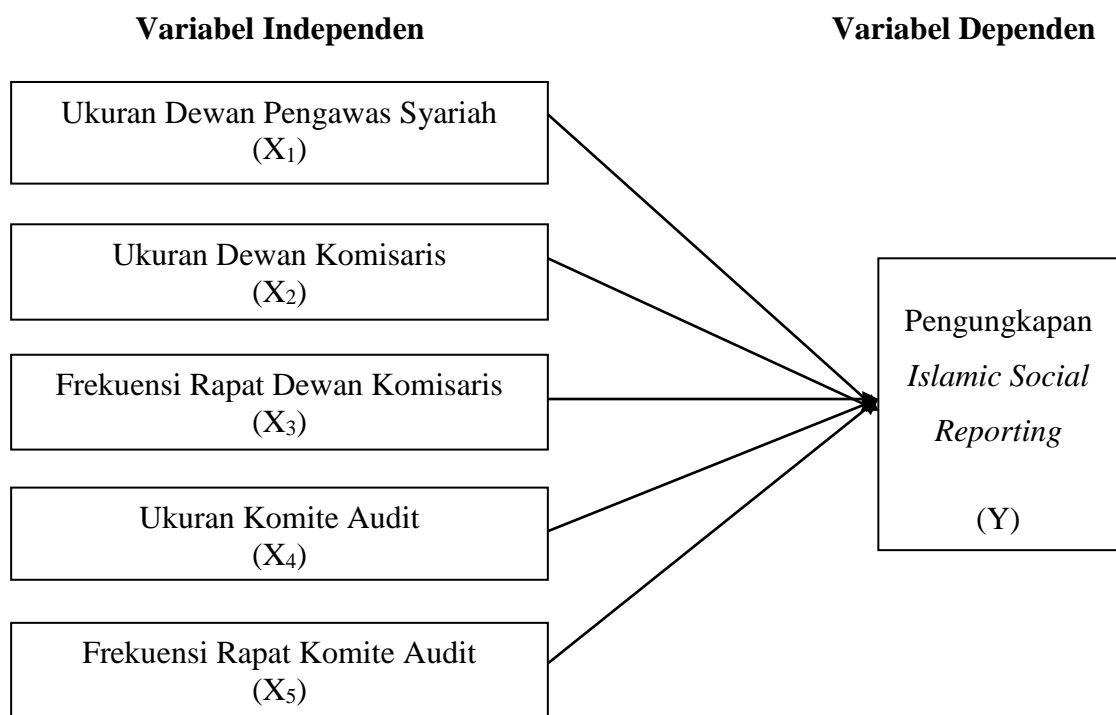 Variabel Independen
Variabel Dependen
Ukuran Dewan Pengawas Syariah
(X₁)
Ukuran Dewan Komisaris
(X₂)
Frekuensi Rapat Dewan Komisaris
(X₃)
Ukuran Komite Audit
(X₄)
Frekuensi Rapat Komite Audit
(X₅)
Pengungkapan
Islamic Social
Reporting
(Y)